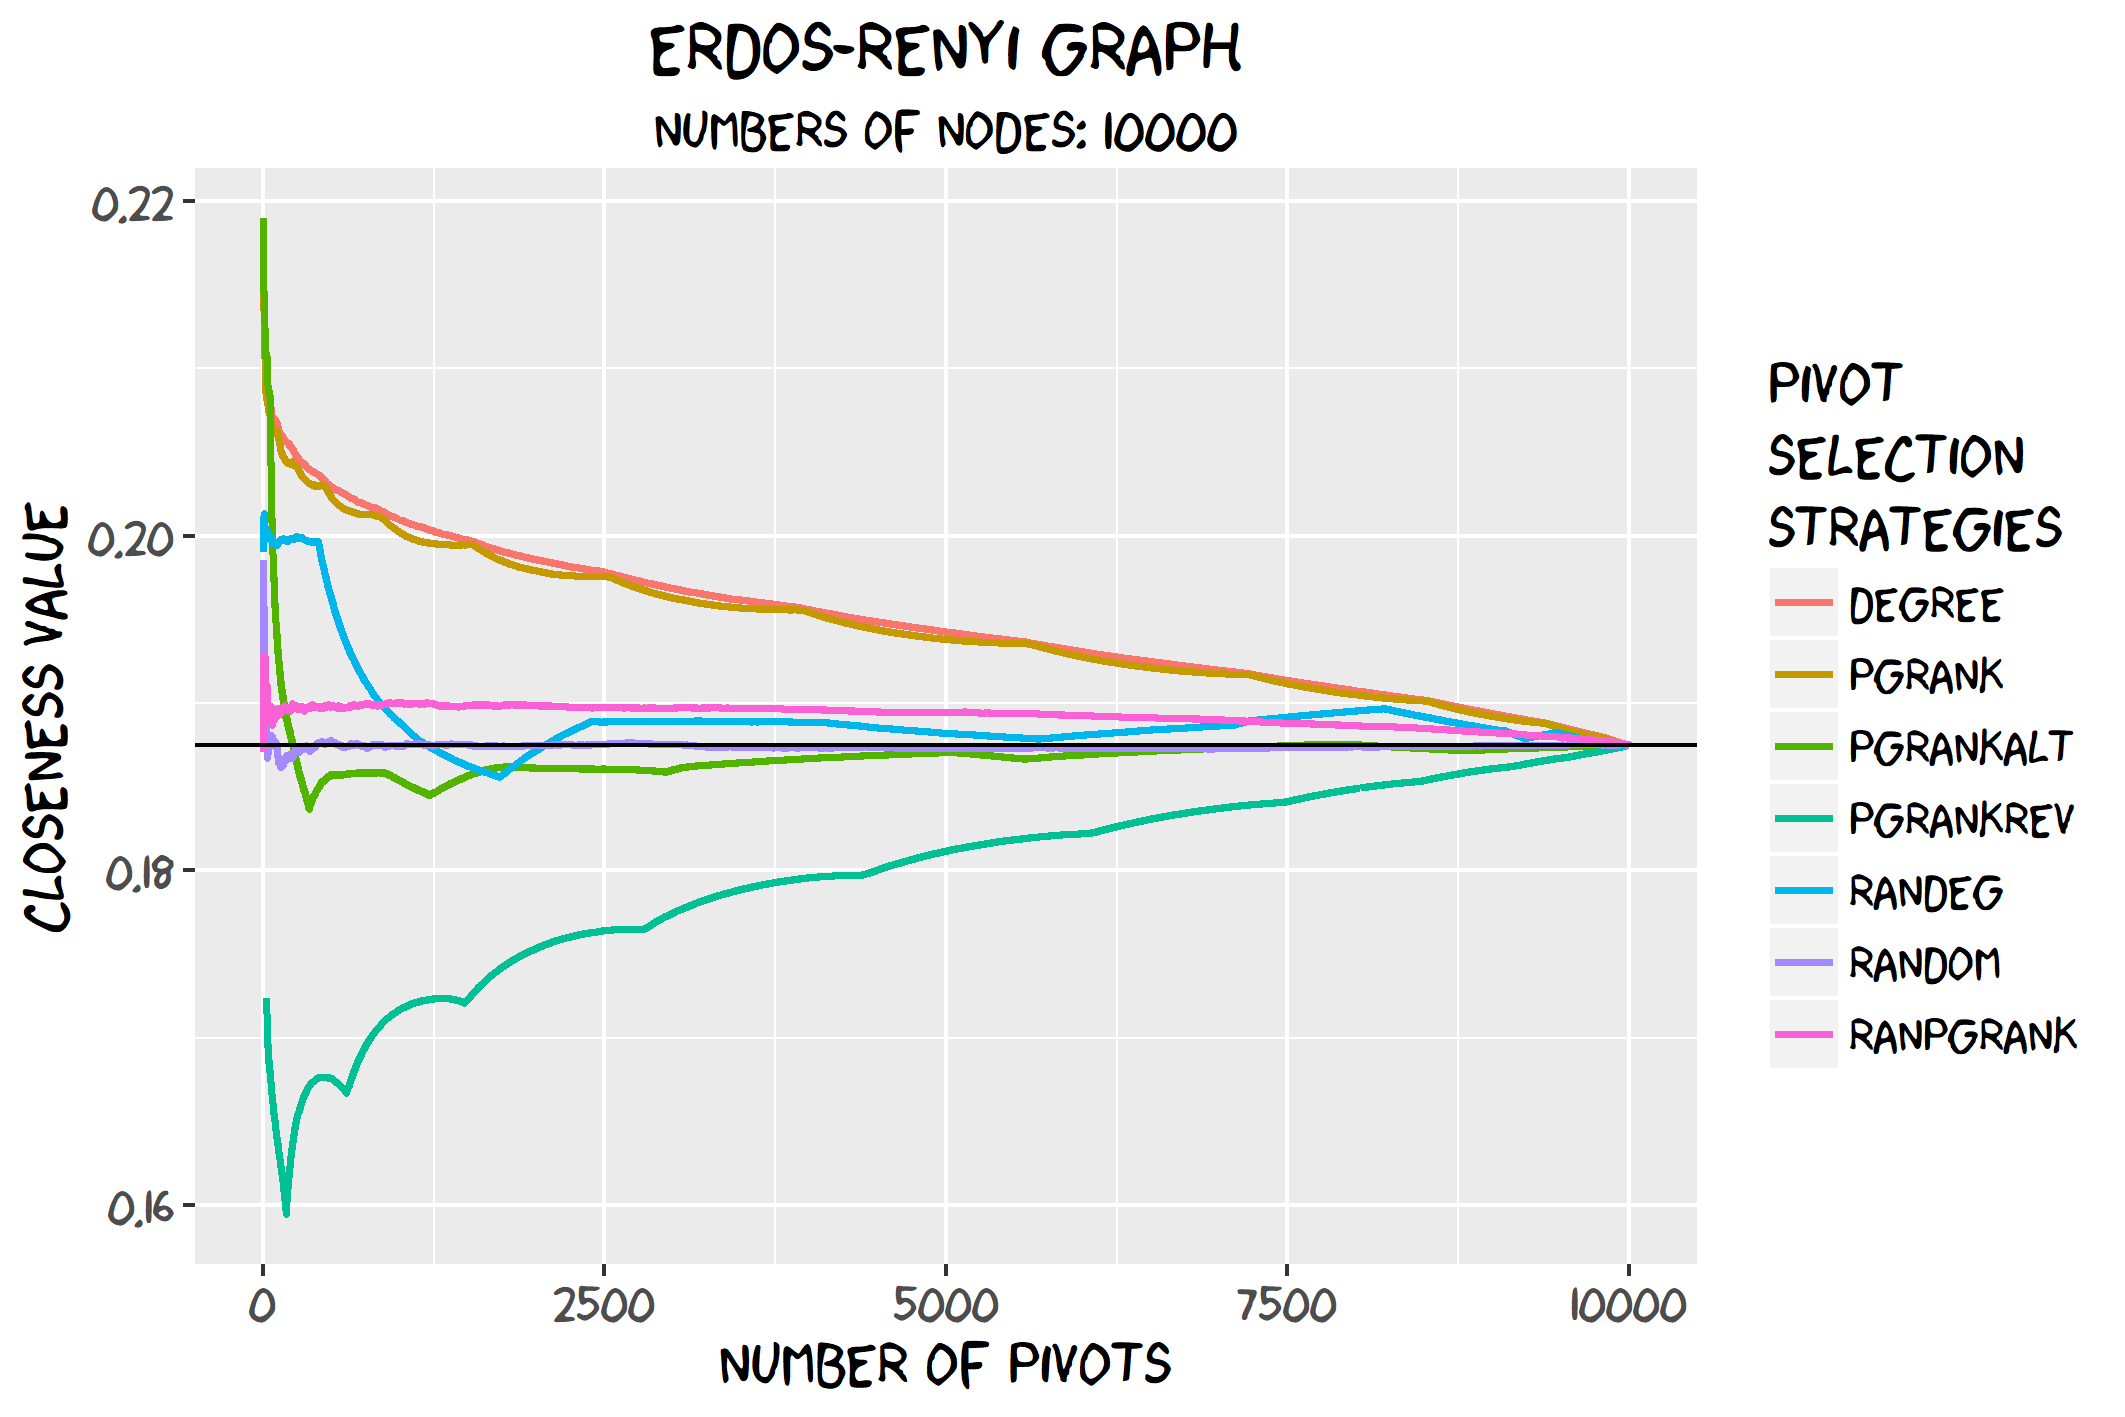 ERDOS-RENYI GRAPH
NUMBERS OF NODES: 10000
0.22
0.20
0.18
0.16
CLOSENESS VALUE
0
2500
5000
7500
10000
NUMBER OF PIVOTS
PIVOT
SELECTION
STRATEGIES
DEGREE
PGRANK
PGRANKALT
PGRANKREV
RANDEG
RANDOM
RANPGRANK